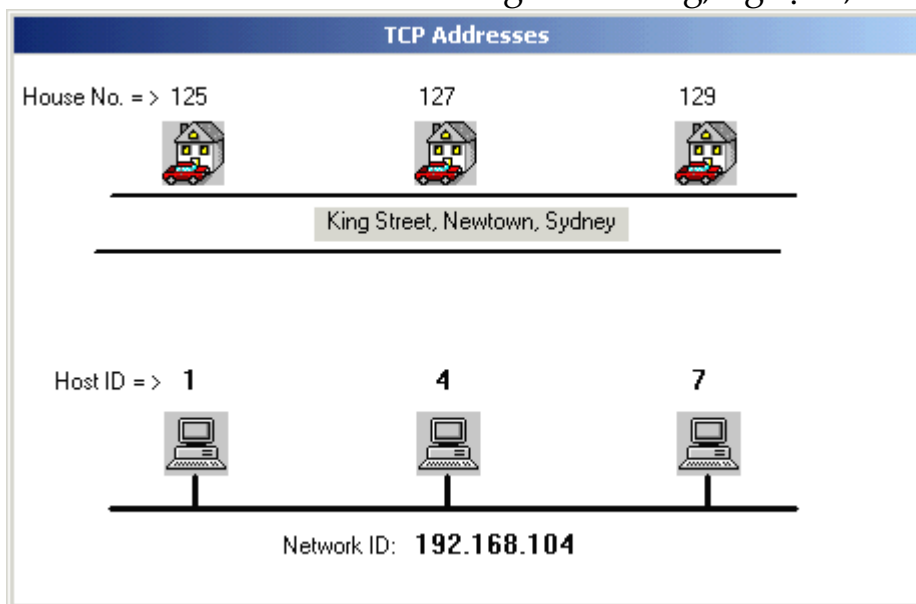 TCP Addresses
House No. = > 125 127 129
King Street, Newtown, Sydney
Host ID = > 1 4 7
Network ID: 192.168.104